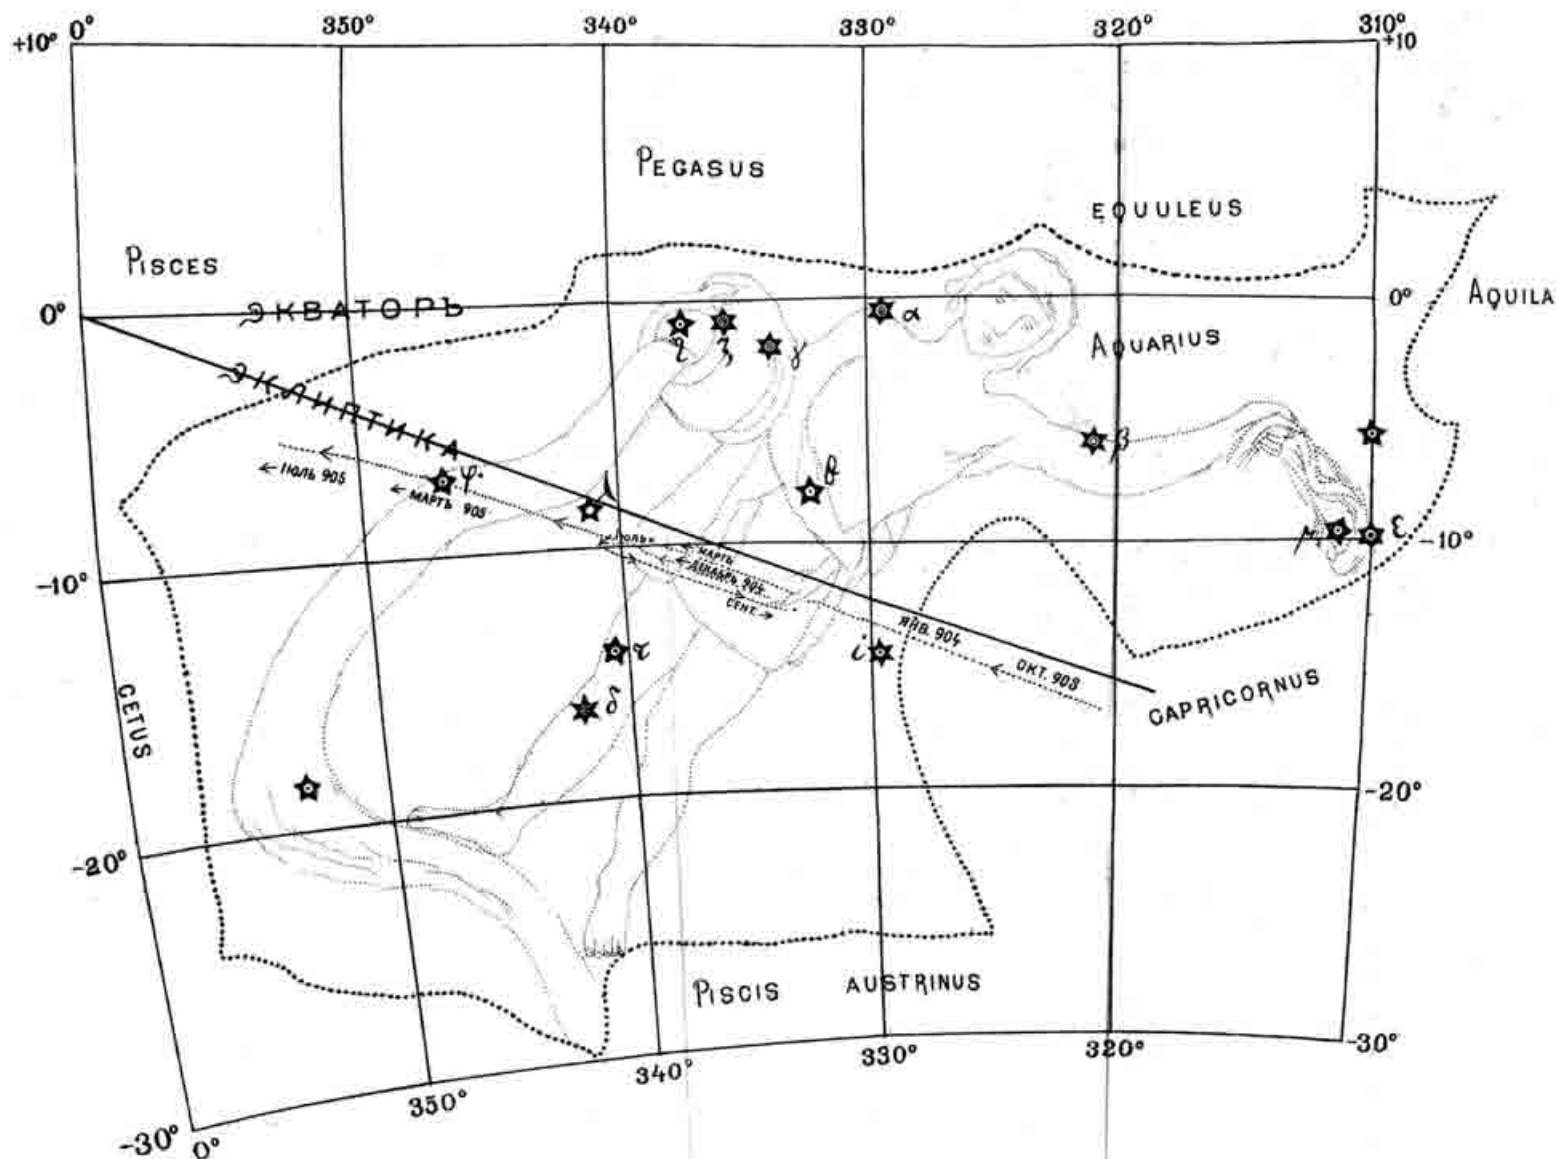 0° 350° 340° 330° 320° 310°
+10° +10
PEGASUS
EQUULEUS
PISCES
AQUILA
0° ЭКВАТОРЪ 0°
α
η ζ γ
AQUARIUS
ЭКЛИПТИКА
β
← ІЮЛЬ 905
φ
← МАРТЪ 905
λ
θ
μ ε
-10° -10°
МАРТЪ
ДЕКАБРЬ 904
СЕНТ. →
ЯНВ. 904
τ
i
ОКТ. 903
δ
CETUS
CAPRICORNUS
-20° -20°
PISCIS AUSTRINUS
-30° 0° 350° 340° 330° 320° -30°